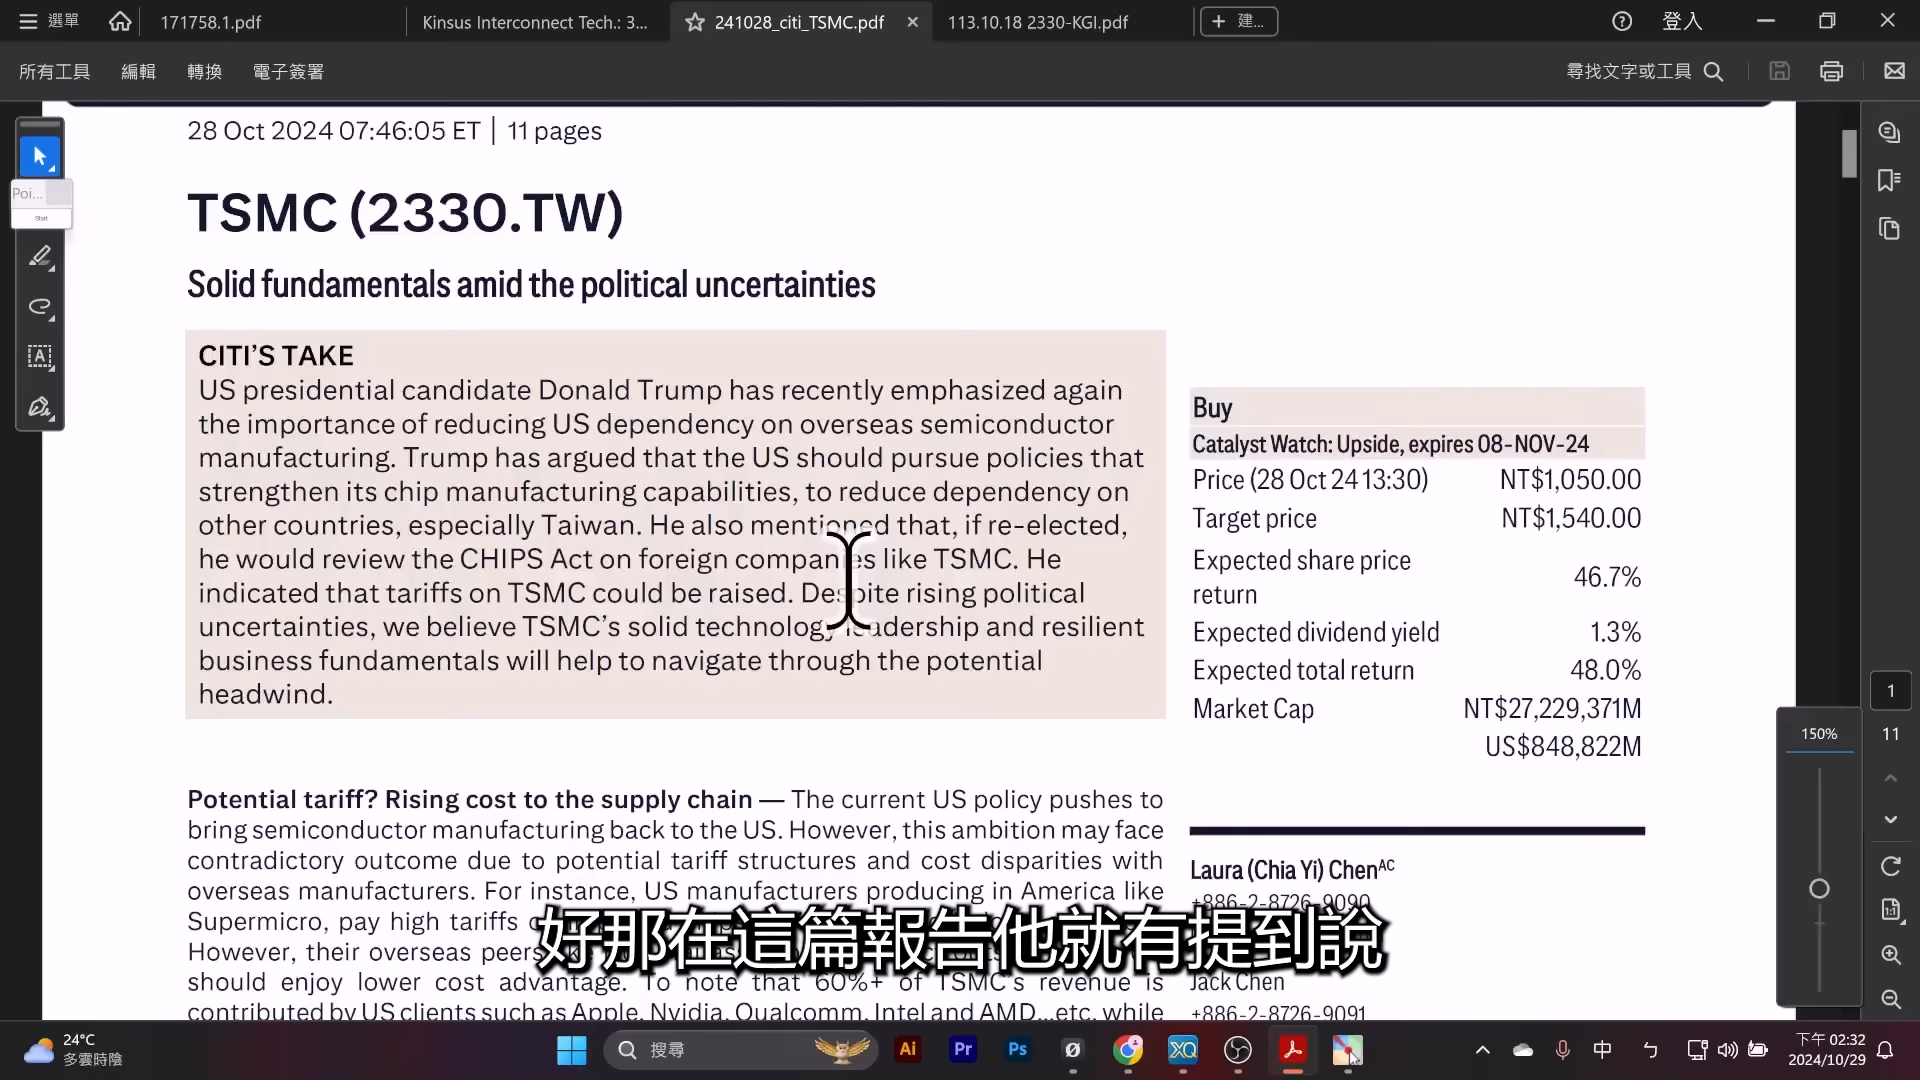 選單
171758.1.pdf
Kinsus Interconnect Tech.: 3...
241028_citi_TSMC.pdf
113.10.18 2330-KGI.pdf
建...
登入
所有工具
編輯
轉換
電子簽署
尋找文字或工具
Poi...
Start
28 Oct 2024 07:46:05 ET | 11 pages
TSMC (2330.TW)
Solid fundamentals amid the political uncertainties
CITI'S TAKE
US presidential candidate Donald Trump has recently emphasized again
the importance of reducing US dependency on overseas semiconductor
manufacturing. Trump has argued that the US should pursue policies that
strengthen its chip manufacturing capabilities, to reduce dependency on
other countries, especially Taiwan. He also mentioned that, if re-elected,
he would review the CHIPS Act on foreign companies like TSMC. He
indicated that tariffs on TSMC could be raised. Despite rising political
uncertainties, we believe TSMC's solid technology leadership and resilient
business fundamentals will help to navigate through the potential
headwind.
Buy
Catalyst Watch: Upside, expires 08-NOV-24
Price (28 Oct 24 13:30) NT$1,050.00
Target price NT$1,540.00
Expected share price
return 46.7%
Expected dividend yield 1.3%
Expected total return 48.0%
Market Cap NT$27,229,371M
US$848,822M
Potential tariff? Rising cost to the supply chain — The current US policy pushes to
bring semiconductor manufacturing back to the US. However, this ambition may face
contradictory outcome due to potential tariff structures and cost disparities with
overseas manufacturers. For instance, US manufacturers producing in America like
Supermicro, pay high tariffs
However, their overseas peers
should enjoy lower cost advantage. To note that 60%+ of TSMC's revenue is
contributed by US clients such as Apple, Nvidia, Qualcomm, Intel and AMD...etc, while
Laura (Chia Yi) Chen AC
+886-2-8726-9090
Jack Chen
+886-2-8726-9091
好那在這篇報告他就有提到說
1
11
150%
1:1
24°C
多雲時陰
搜尋
Ai
Pr
Ps
XQ
中
ㄅ
下午 02:32
2024/10/29